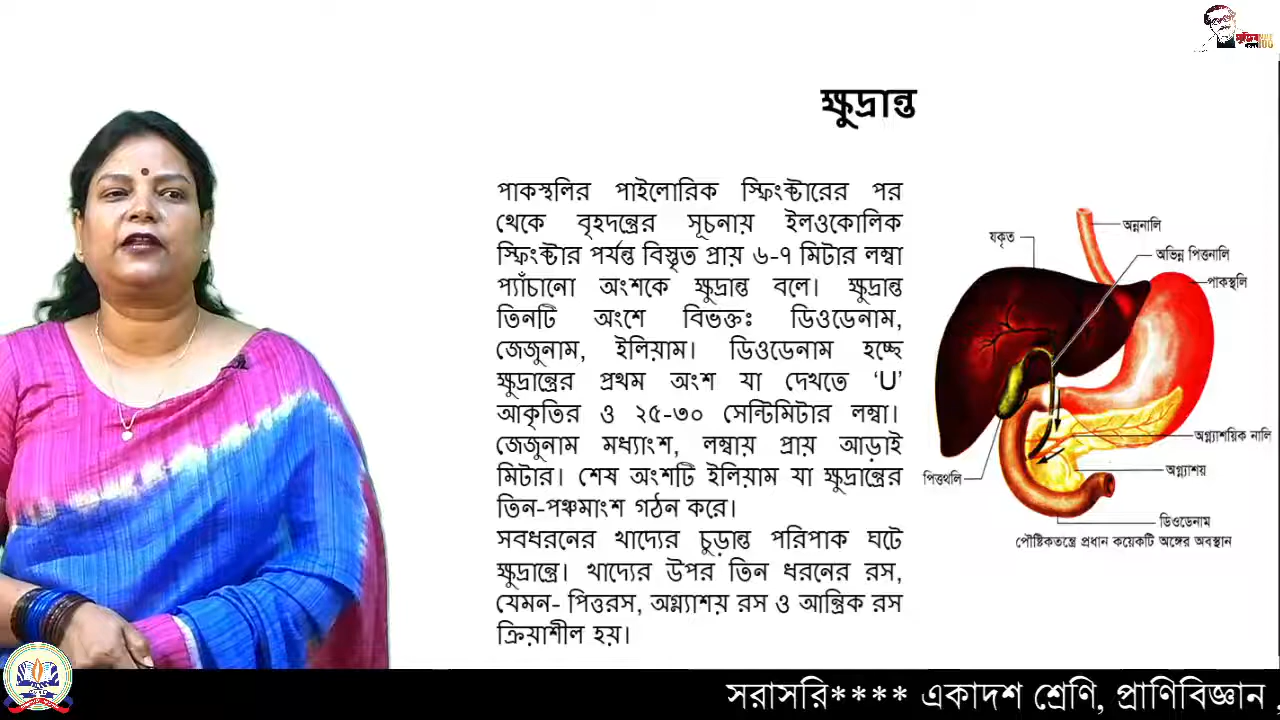 ক্ষুদ্রান্ত
পাকস্থলির পাইলোরিক স্ফিংক্টারের পর
থেকে বৃহদন্ত্রের সূচনায় ইলওকোলিক
স্ফিংক্টার পর্যন্ত বিস্তৃত প্রায় ৬-৭ মিটার লম্বা
প্যাঁচানো অংশকে ক্ষুদ্রান্ত বলে। ক্ষুদ্রান্ত
তিনটি অংশে বিভক্তঃ ডিওডেনাম,
জেজুনাম, ইলিয়াম। ডিওডেনাম হচ্ছে
ক্ষুদ্রান্ত্রের প্রথম অংশ যা দেখতে ‘U’
আকৃতির ও ২৫-৩০ সেন্টিমিটার লম্বা।
জেজুনাম মধ্যাংশ, লম্বায় প্রায় আড়াই
মিটার। শেষ অংশটি ইলিয়াম যা ক্ষুদ্রান্ত্রের
তিন-পঞ্চমাংশ গঠন করে।
সবধরনের খাদ্যের চুড়ান্ত পরিপাক ঘটে
ক্ষুদ্রান্ত্রে। খাদ্যের উপর তিন ধরনের রস,
যেমন- পিত্তরস, অগ্ন্যাশয় রস ও আন্ত্রিক রস
ক্রিয়াশীল হয়।
অন্ননালি
যকৃত
অভিন্ন পিত্তনালি
পাকস্থলি
অগ্ন্যাশয়িক নালি
অগ্ন্যাশয়
পিত্তথলি
ডিওডেনাম
পৌষ্টিকতন্ত্রে প্রধান কয়েকটি অঙ্গের অবস্থান
সরাসরি**** একাদশ শ্রেণি, প্রাণিবিজ্ঞান